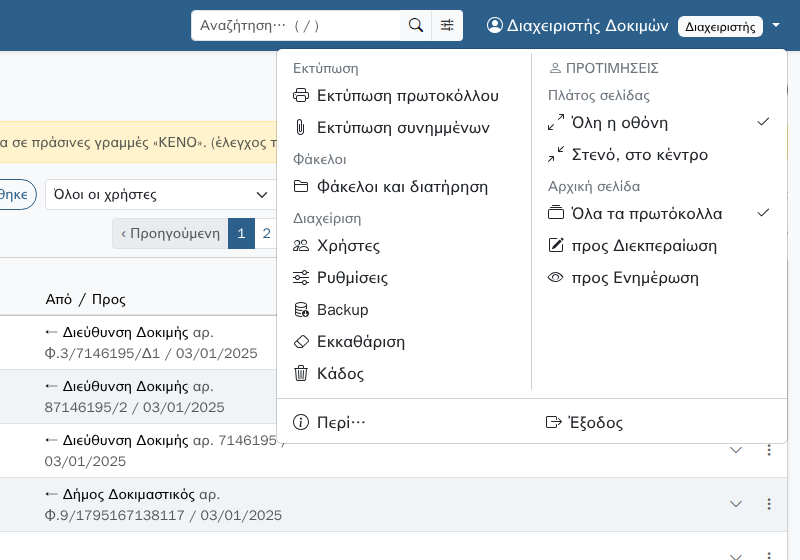 Αναζήτηση… ( / )
Διαχειριστής Δοκιμών Διαχειριστής
Εκτύπωση
Εκτύπωση πρωτοκόλλου
Εκτύπωση συνημμένων
Φάκελοι
Φάκελοι και διατήρηση
Διαχείριση
Χρήστες
Ρυθμίσεις
Backup
Εκκαθάριση
Κάδος
ΠΡΟΤΙΜΗΣΕΙΣ
Πλάτος σελίδας
Όλη η οθόνη
Στενό, στο κέντρο
Αρχική σελίδα
Όλα τα πρωτόκολλα
προς Διεκπεραίωση
προς Ενημέρωση
Περί…
Έξοδος
α σε πράσινες γραμμές «ΚΕΝΟ». (έλεγχος
Όλοι οι χρήστες
‹ Προηγούμενη 1 2
Από / Προς
← Διεύθυνση Δοκιμής αρ.
Φ.3/7146195/Δ1 / 03/01/2025
← Διεύθυνση Δοκιμής αρ.
87146195/2 / 03/01/2025
← Διεύθυνση Δοκιμής αρ. 7146195 /
03/01/2025
← Δήμος Δοκιμαστικός αρ.
Φ.9/1795167138117 / 03/01/2025